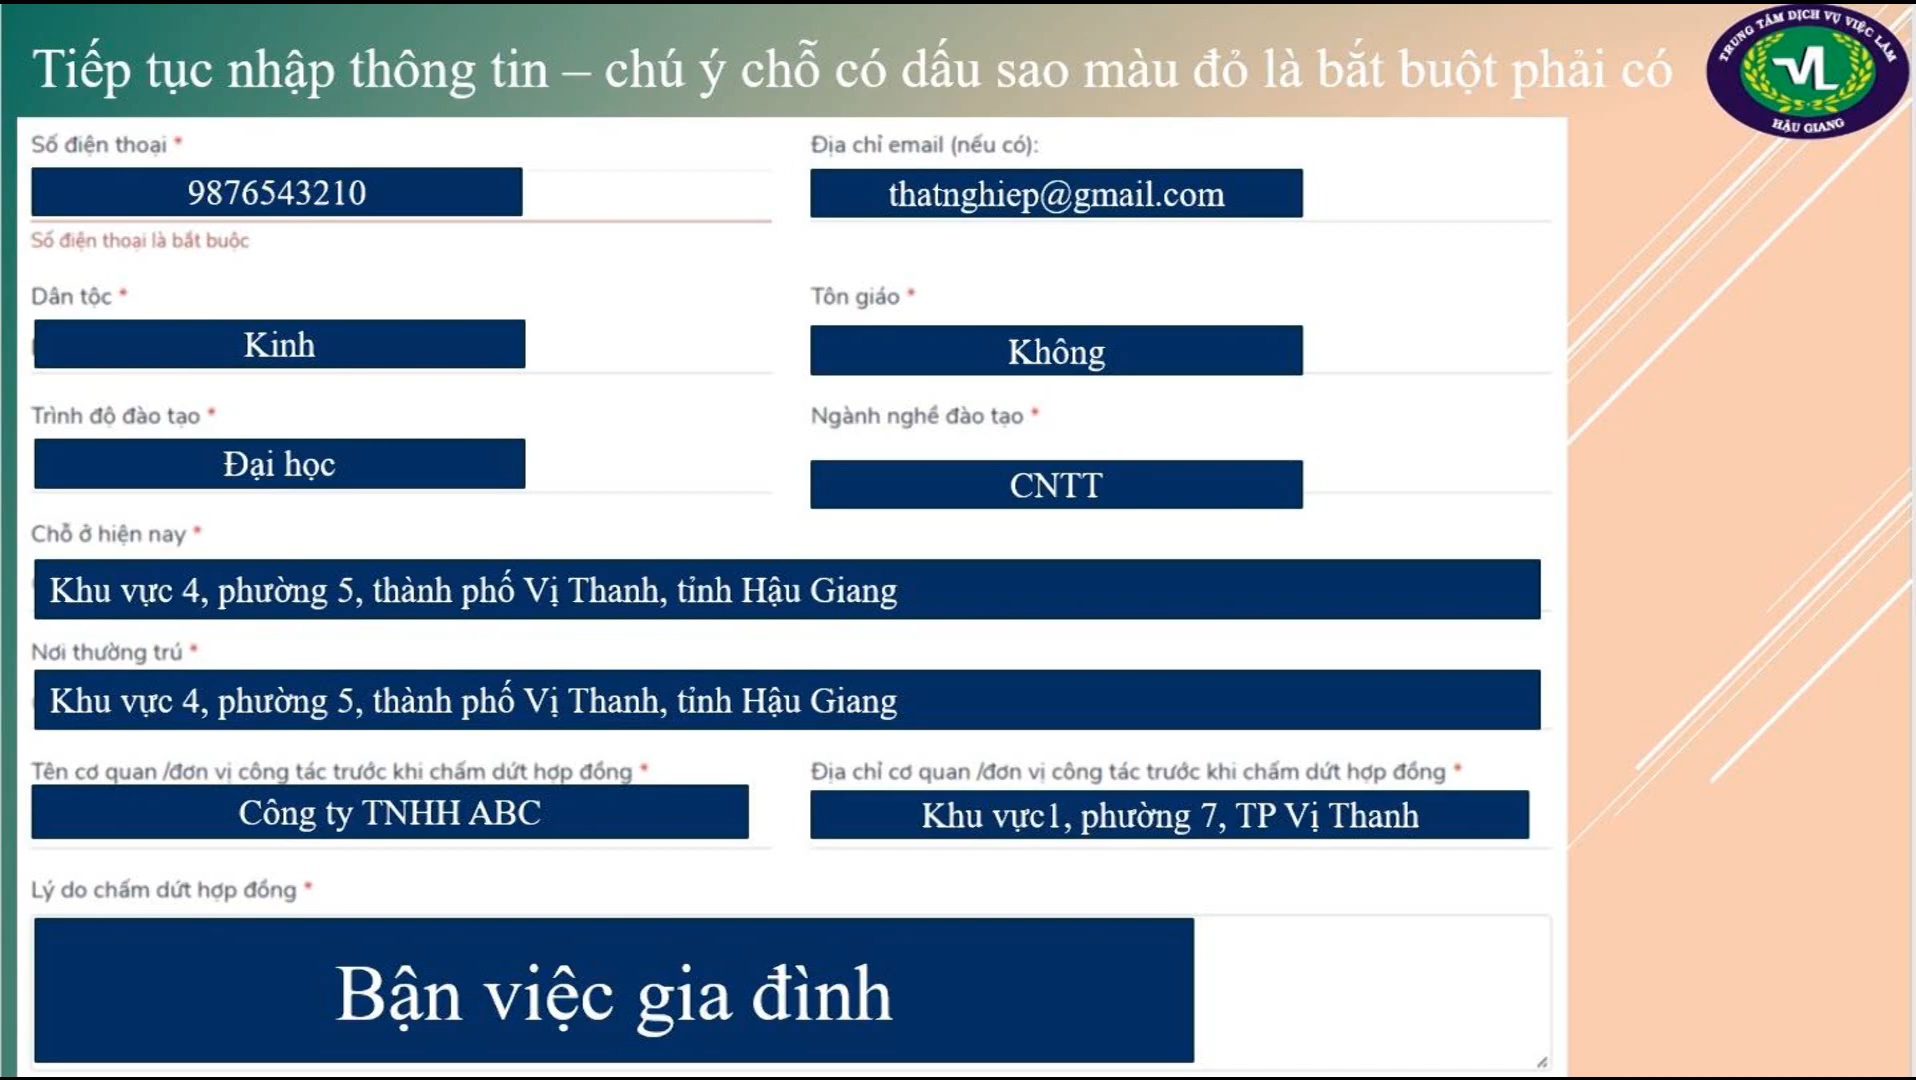 Tiếp tục nhập thông tin – chú ý chỗ có dấu sao màu đỏ là bắt buột phải có
TRUNG TÂM DỊCH VỤ VIỆC LÀM
VL
HẬU GIANG
Số điện thoại *
Địa chỉ email (nếu có):
9876543210
thatnghiep@gmail.com
Số điện thoại là bắt buộc
Dân tộc *
Tôn giáo *
Kinh
Không
Trình độ đào tạo *
Ngành nghề đào tạo *
Đại học
CNTT
Chỗ ở hiện nay *
Khu vực 4, phường 5, thành phố Vị Thanh, tỉnh Hậu Giang
Nơi thường trú *
Khu vực 4, phường 5, thành phố Vị Thanh, tỉnh Hậu Giang
Tên cơ quan /đơn vị công tác trước khi chấm dứt hợp đồng *
Địa chỉ cơ quan /đơn vị công tác trước khi chấm dứt hợp đồng *
Công ty TNHH ABC
Khu vực1, phường 7, TP Vị Thanh
Lý do chấm dứt hợp đồng *
Bận việc gia đình